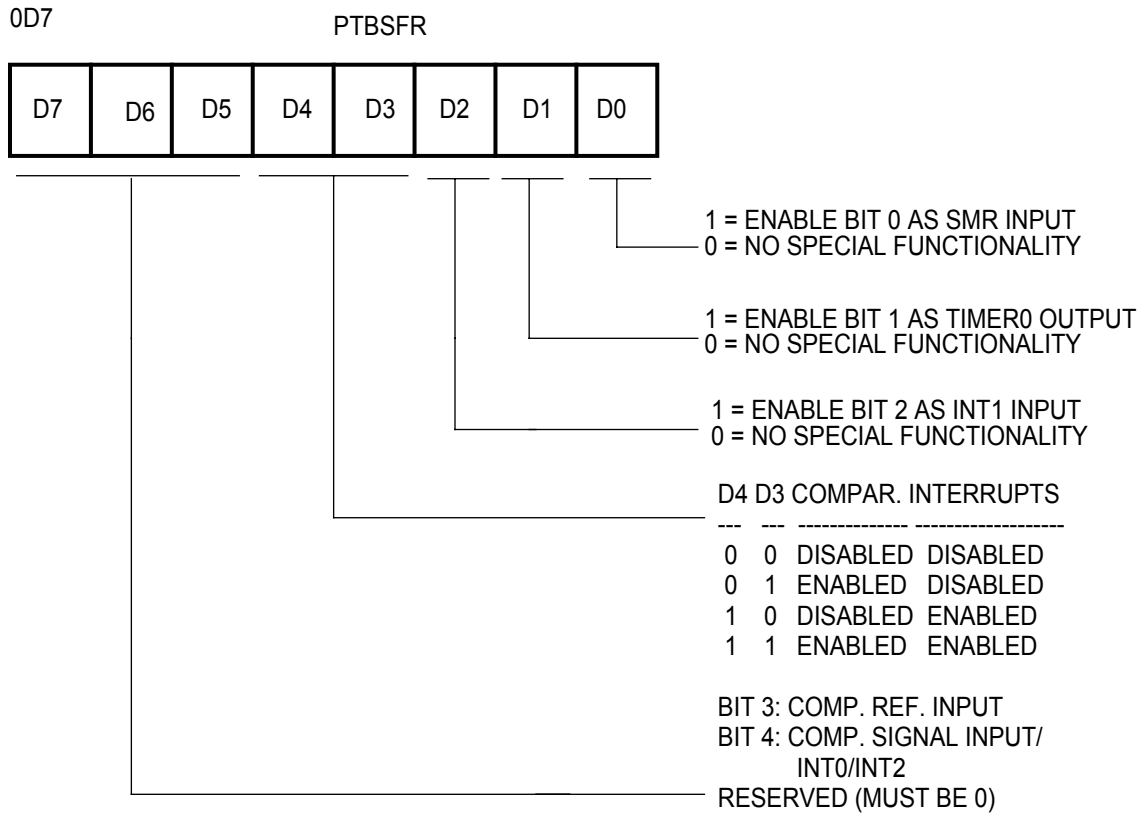 0D7
PTBSFR
D7 D6 D5 D4 D3 D2 D1 D0
1 = ENABLE BIT 0 AS SMR INPUT
0 = NO SPECIAL FUNCTIONALITY
1 = ENABLE BIT 1 AS TIMER0 OUTPUT
0 = NO SPECIAL FUNCTIONALITY
1 = ENABLE BIT 2 AS INT1 INPUT
0 = NO SPECIAL FUNCTIONALITY
D4 D3 COMPAR. INTERRUPTS
--- --- -------------- -------------------
0 0 DISABLED DISABLED
0 1 ENABLED DISABLED
1 0 DISABLED ENABLED
1 1 ENABLED ENABLED
BIT 3: COMP. REF. INPUT
BIT 4: COMP. SIGNAL INPUT/
INT0/INT2
RESERVED (MUST BE 0)